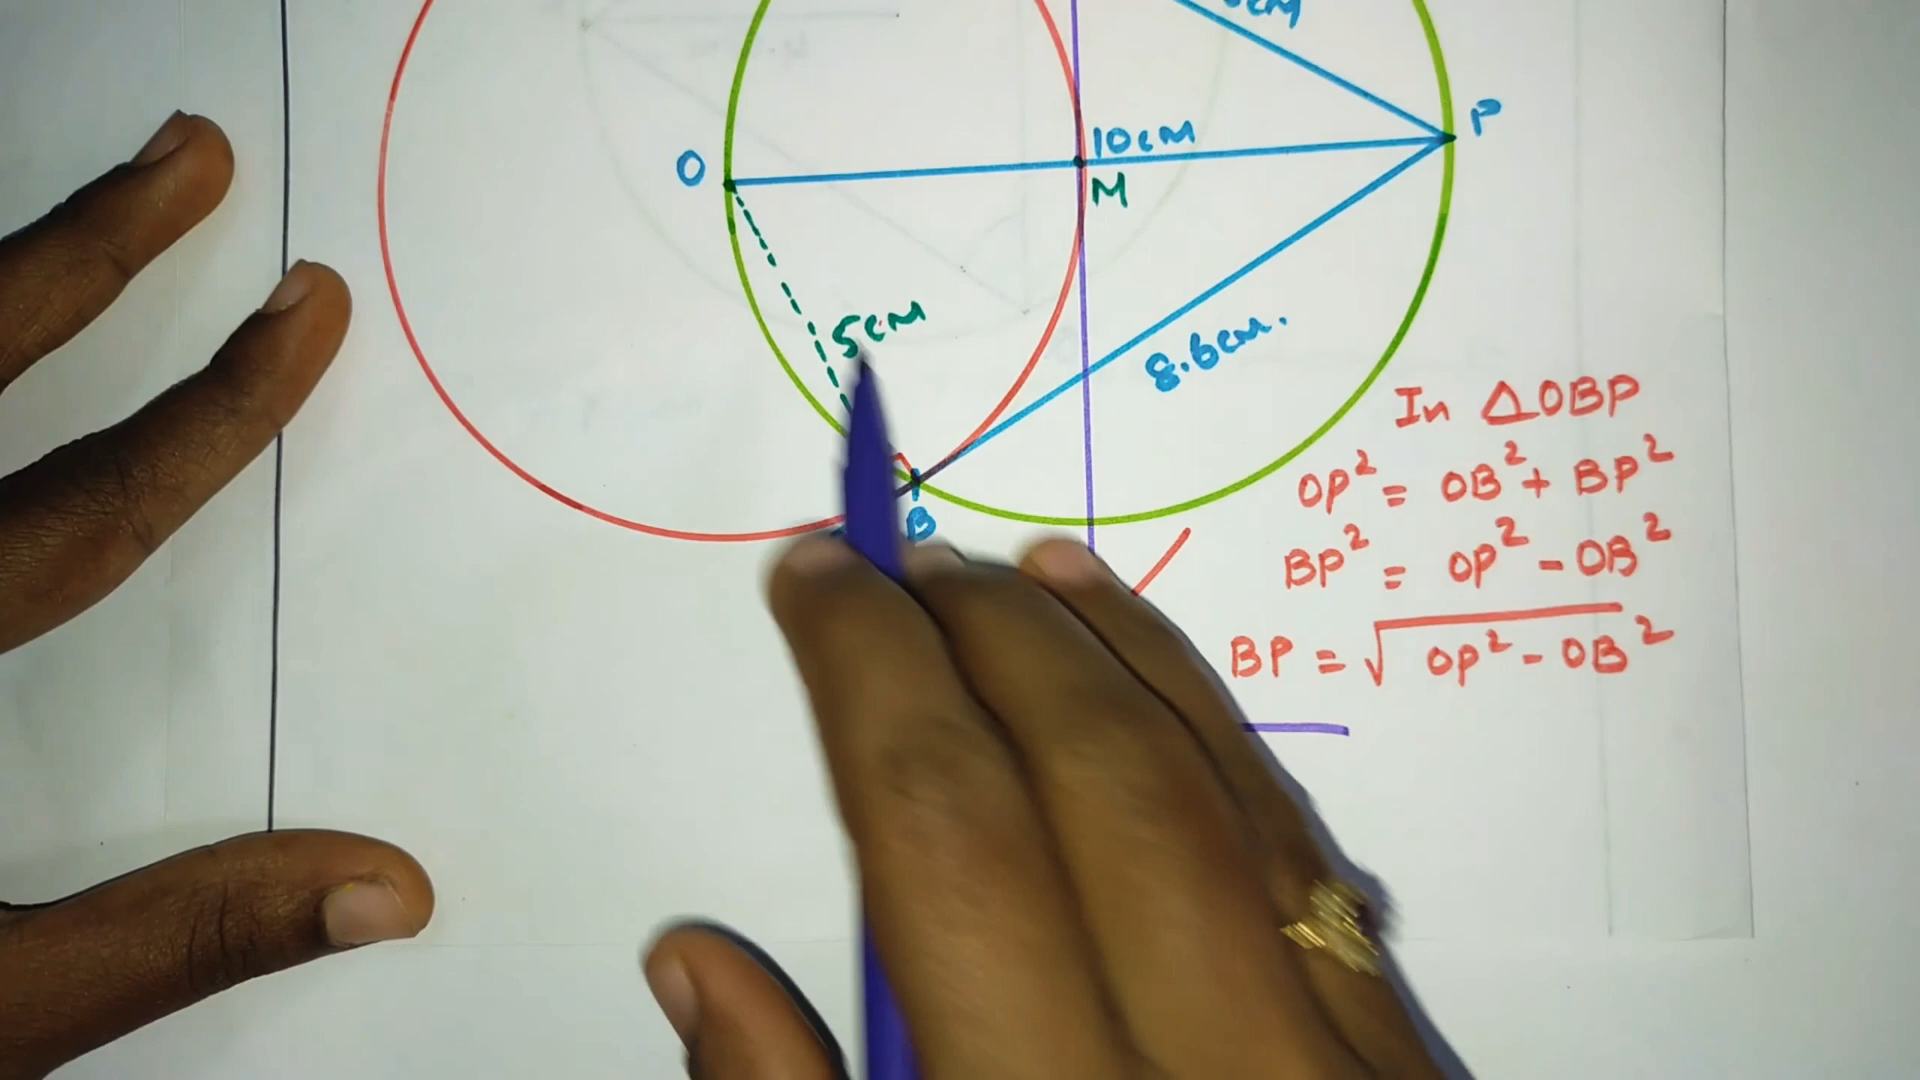 O
10cm
P
M
5cm
8.6cm.
B
In △OBP
OP² = OB² + BP²
BP² = OP² - OB²
BP = √OP² - OB²